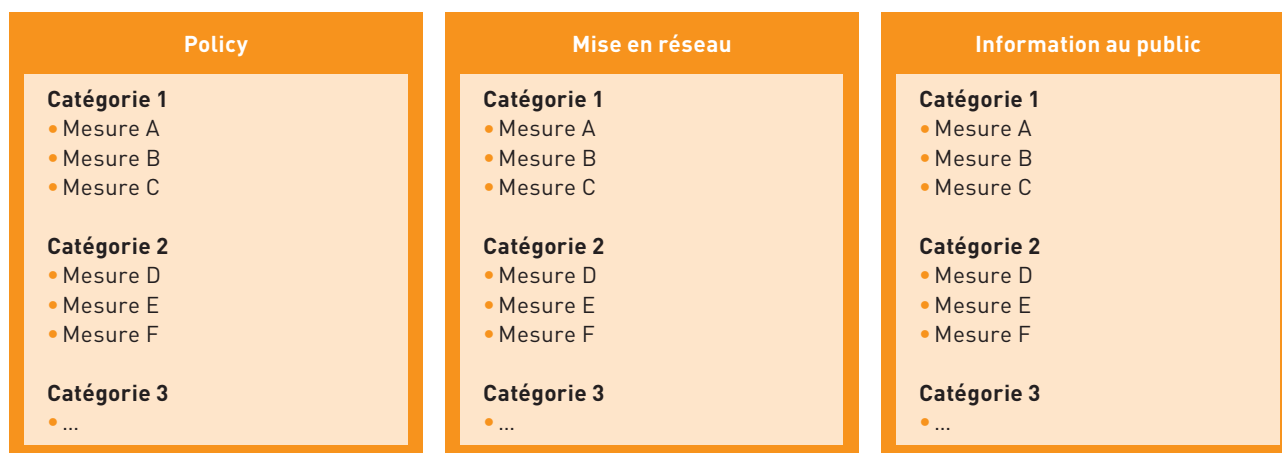 Policy
Catégorie 1
• Mesure A
• Mesure B
• Mesure C
Catégorie 2
• Mesure D
• Mesure E
• Mesure F
Catégorie 3
• ...
Mise en réseau
Catégorie 1
• Mesure A
• Mesure B
• Mesure C
Catégorie 2
• Mesure D
• Mesure E
• Mesure F
Catégorie 3
• ...
Information au public
Catégorie 1
• Mesure A
• Mesure B
• Mesure C
Catégorie 2
• Mesure D
• Mesure E
• Mesure F
Catégorie 3
• ...